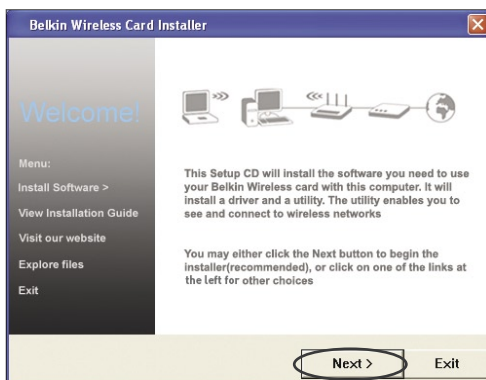 Belkin Wireless Card Installer
Welcome!
Menu:
Install Software >
View Installation Guide
Visit our website
Explore files
Exit
This Setup CD will install the software you need to use
your Belkin Wireless card with this computer. It will
install a driver and a utility. The utility enables you to
see and connect to wireless networks
You may either click the Next button to begin the
installer(recommended), or click on one of the links at
the left for other choices
Next >
Exit